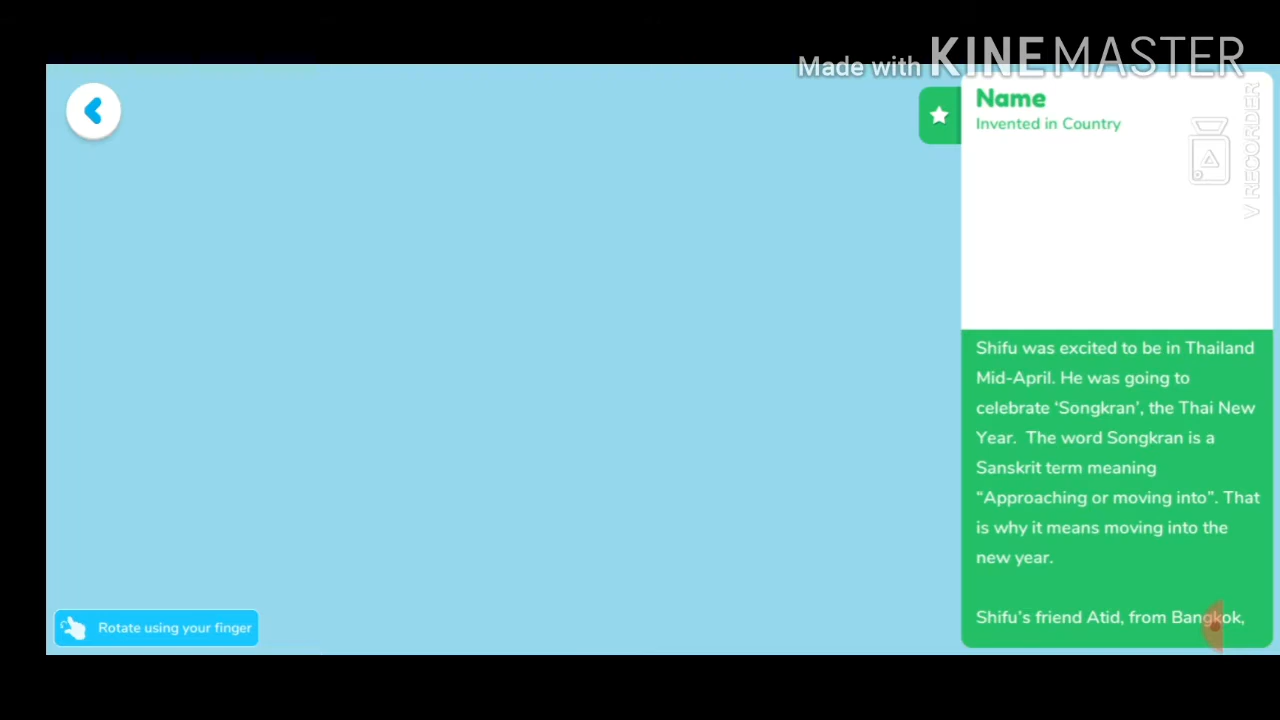 Made with KINEMASTER
Name
Invented in Country
V RECORDER
Shifu was excited to be in Thailand
Mid-April. He was going to
celebrate ‘Songkran’, the Thai New
Year.  The word Songkran is a
Sanskrit term meaning
“Approaching or moving into”. That
is why it means moving into the
new year.
Shifu’s friend Atid, from Bangkok,
Rotate using your finger